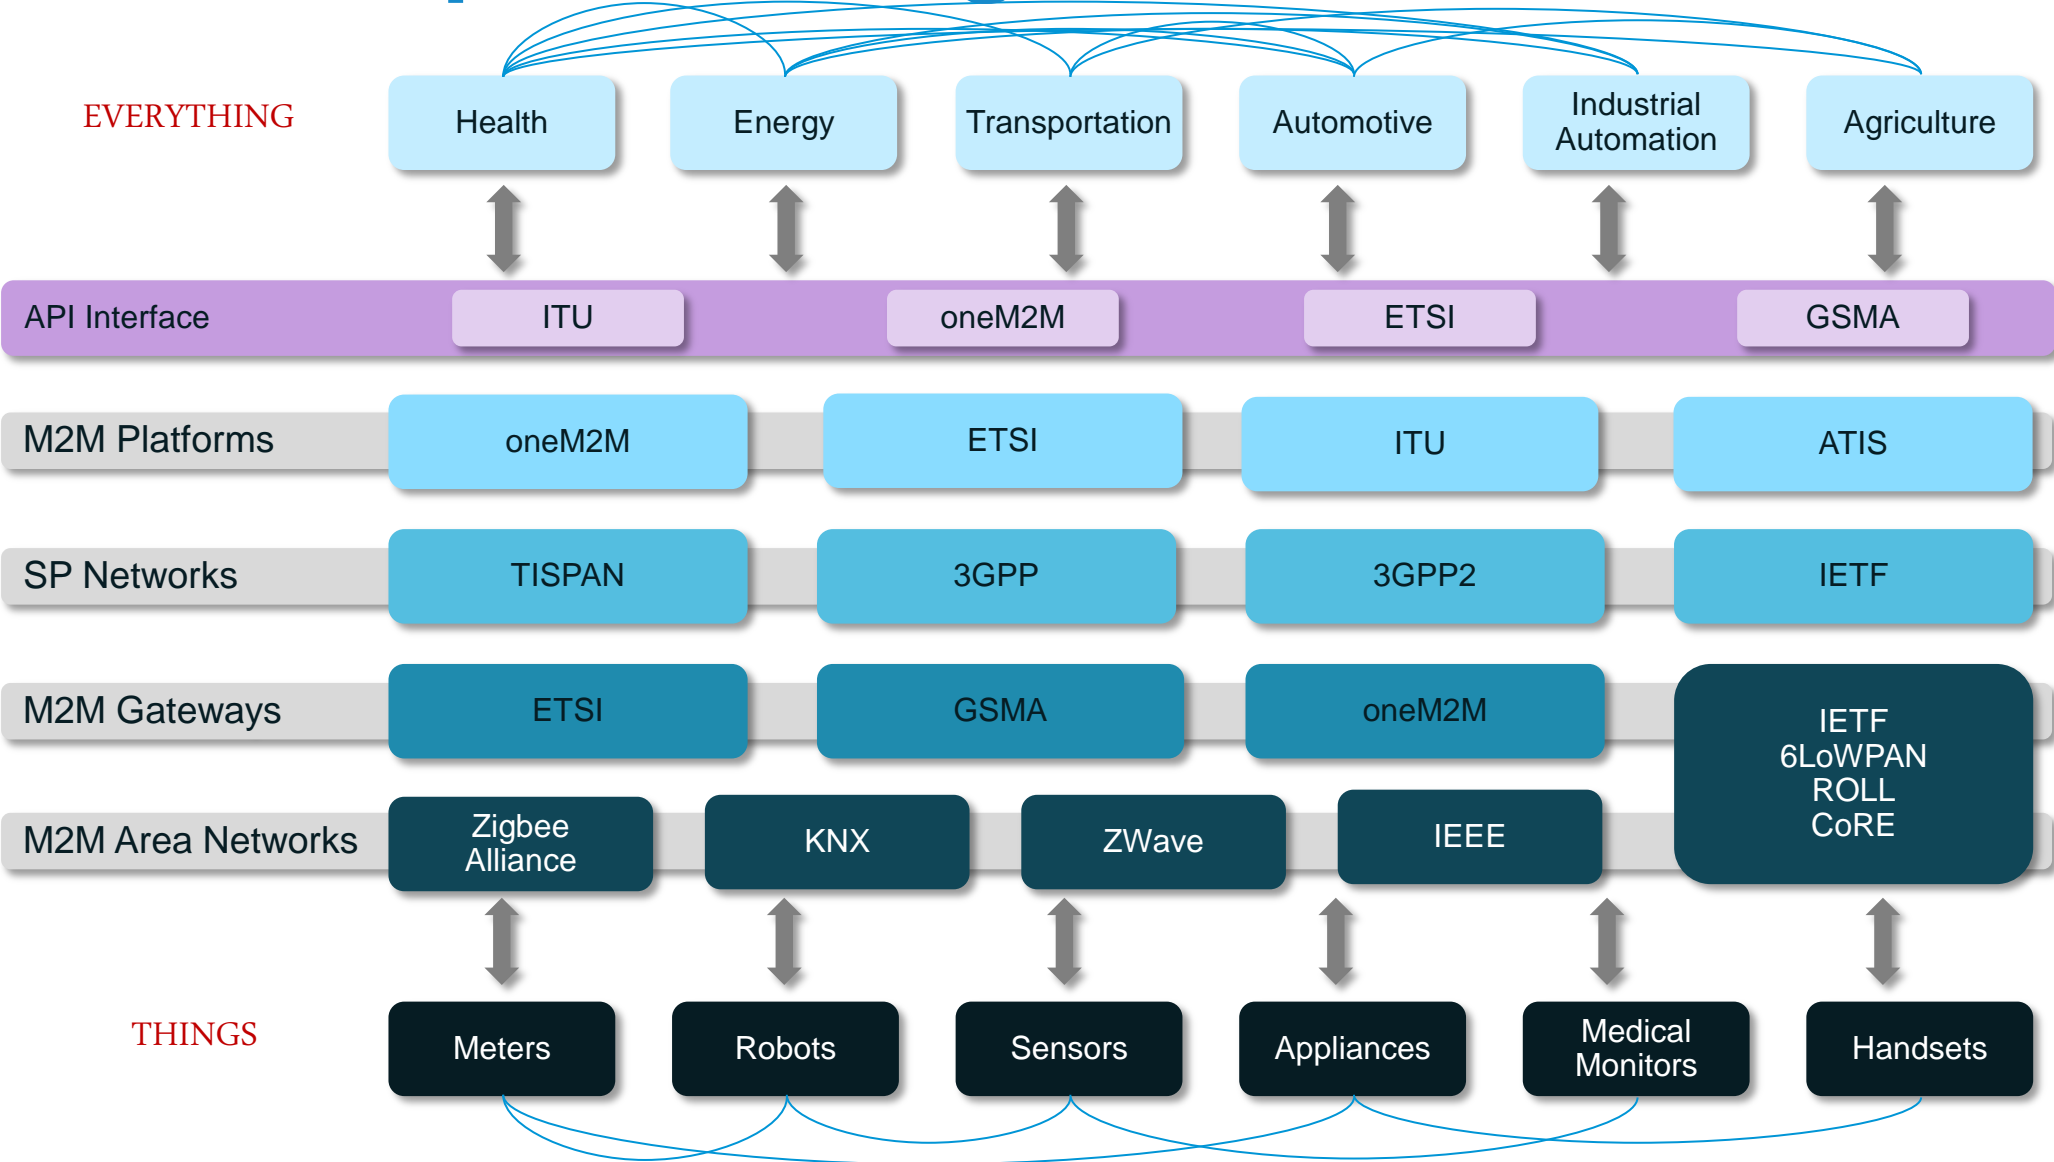 EVERYTHING
Health
Energy
Transportation
Automotive
Industrial
Automation
Agriculture
API Interface
ITU
oneM2M
ETSI
GSMA
M2M Platforms
oneM2M
ETSI
ITU
ATIS
SP Networks
TISPAN
3GPP
3GPP2
IETF
M2M Gateways
ETSI
GSMA
oneM2M
IETF
6LoWPAN
ROLL
CoRE
M2M Area Networks
Zigbee
Alliance
KNX
ZWave
IEEE
THINGS
Meters
Robots
Sensors
Appliances
Medical
Monitors
Handsets